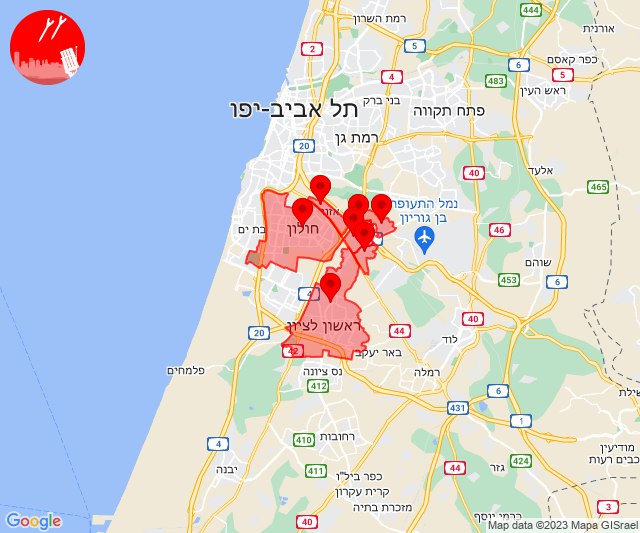 רמת השרון
אורנית
2
5
6
כפר קאסם
5
4
483
ראש העין
בני ברק
פתח תקווה
תל אביב-יפו
רמת גן
20
אלעד
40
465
נמל התעופה
בן גוריון
חולון
בת ים
46
שוהם
453
4
ראשון לציון
40
20
44
לוד
42
באר יעקב
פלמחים
נס ציונה
רמלה
412
6
שילת
431
1
410
רחובות
מודיעין
מכבים רעות
4
יבנה
411
44
גזר
424
כפר ביל"ו
קרית עקרון
מזכרת בתיה
3
40
כרמי יוסף
Google
Map data ©2023 Mapa GISrael